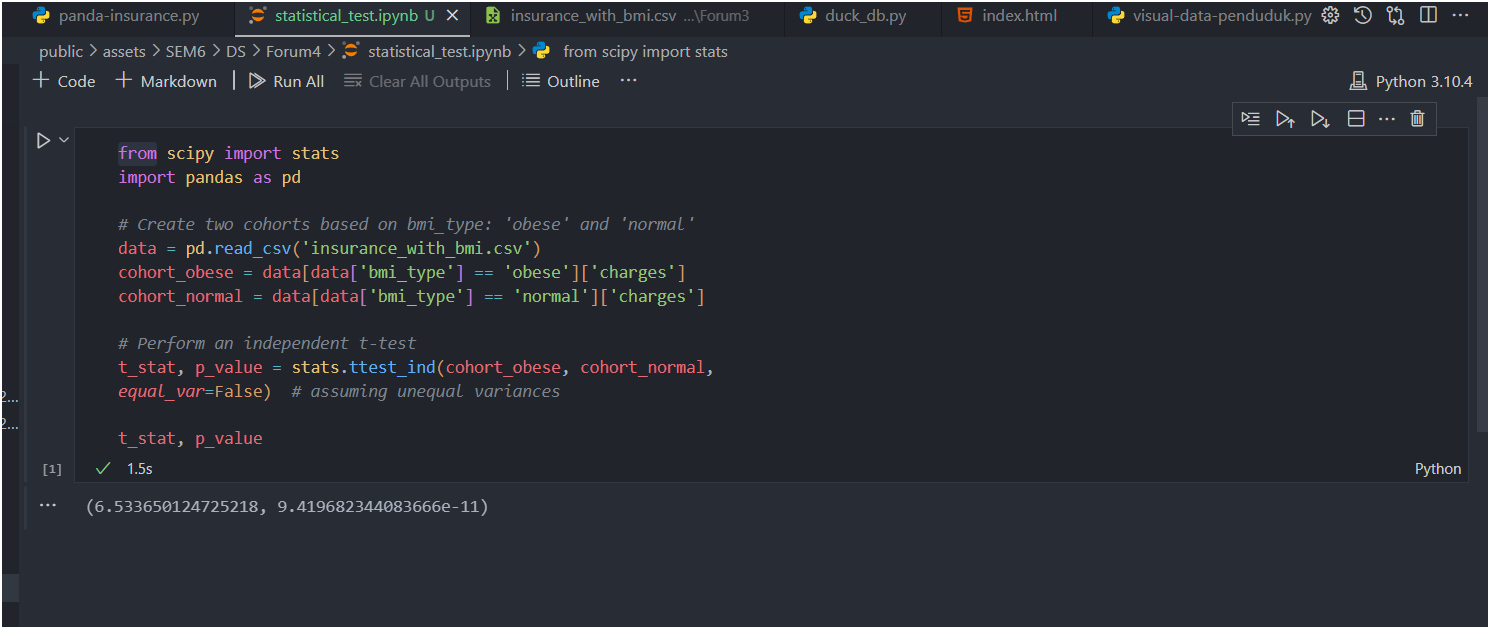 panda-insurance.py statistical_test.ipynb U insurance_with_bmi.csv ...\Forum3 duck_db.py index.html visual-data-penduduk.py
public > assets > SEM6 > DS > Forum4 > statistical_test.ipynb > from scipy import stats
+ Code + Markdown | Run All Clear All Outputs | Outline ... Python 3.10.4
from scipy import stats
import pandas as pd
# Create two cohorts based on bmi_type: 'obese' and 'normal'
data = pd.read_csv('insurance_with_bmi.csv')
cohort_obese = data[data['bmi_type'] == 'obese']['charges']
cohort_normal = data[data['bmi_type'] == 'normal']['charges']
# Perform an independent t-test
t_stat, p_value = stats.ttest_ind(cohort_obese, cohort_normal,
equal_var=False) # assuming unequal variances
2...
2...
t_stat, p_value
[1] 1.5s Python
... (6.533650124725218, 9.419682344083666e-11)